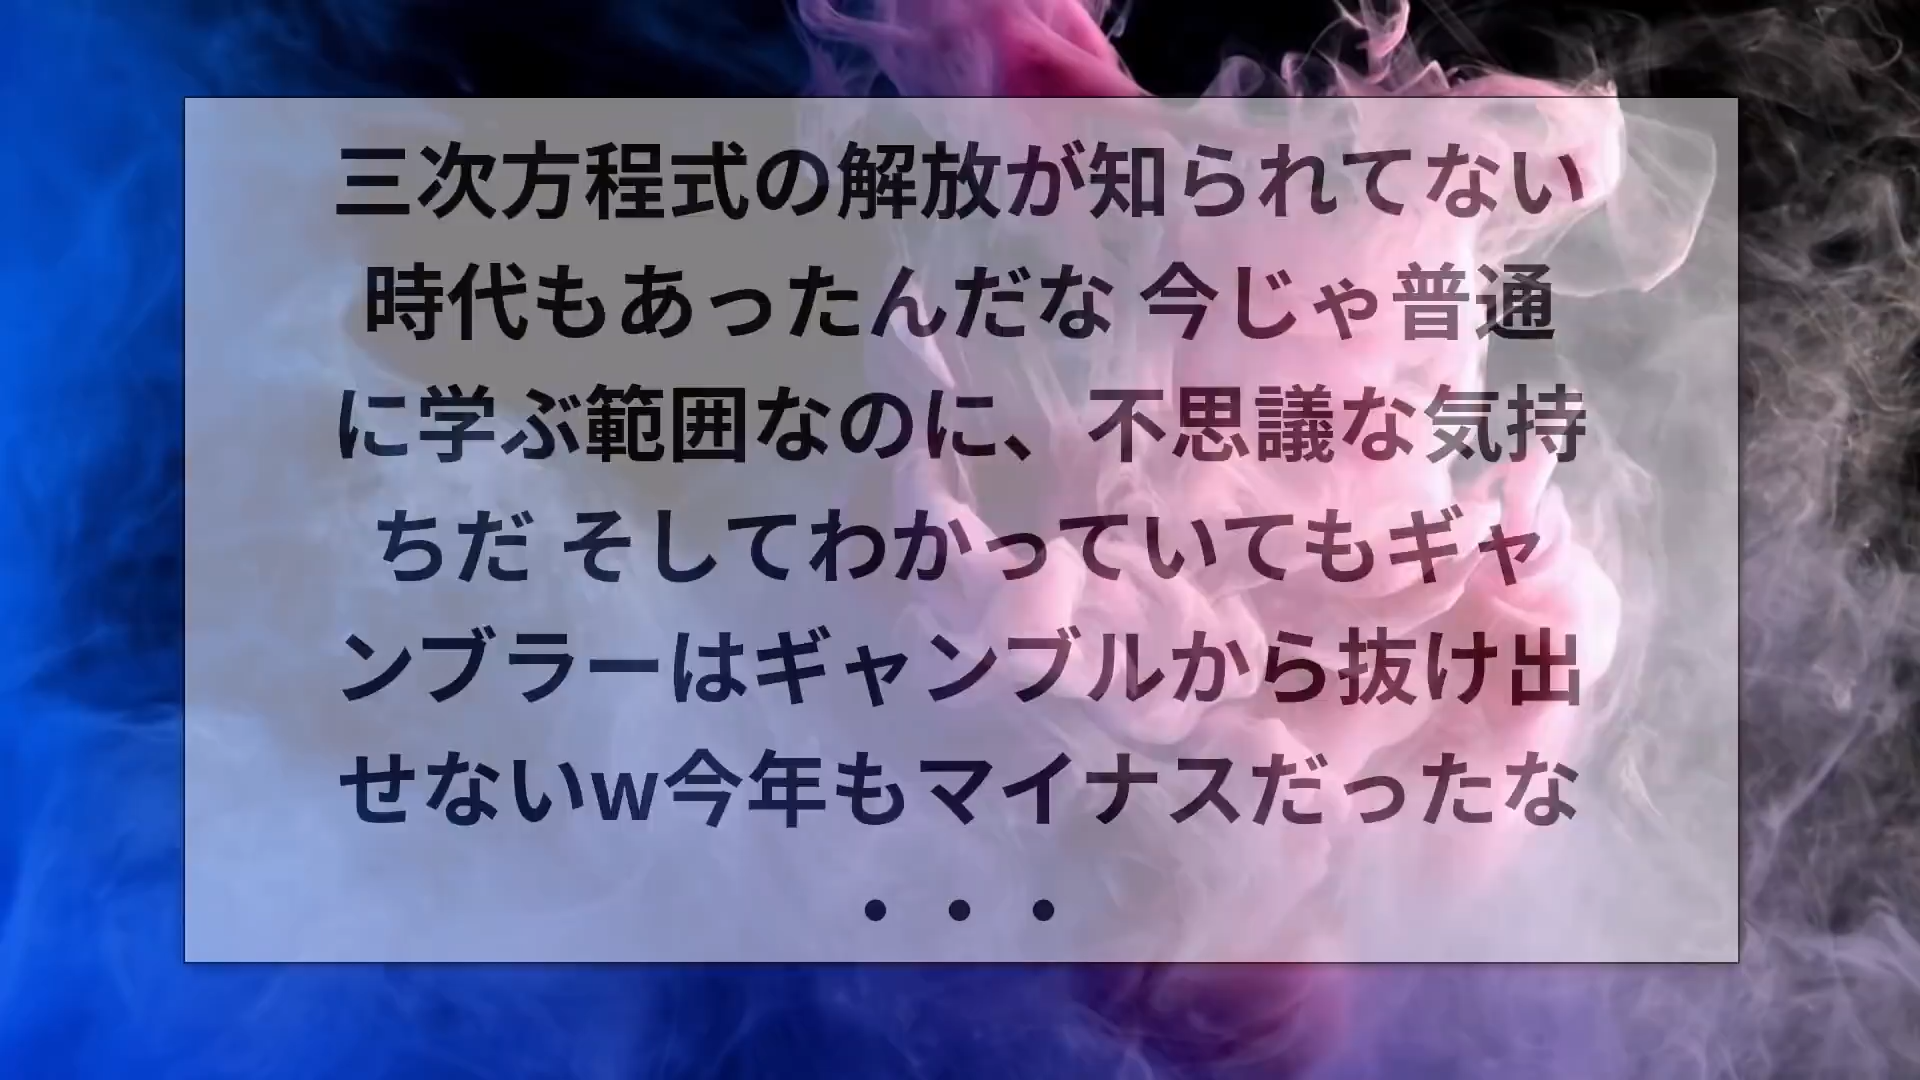 三次方程式の解放が知られてない
時代もあったんだな 今じゃ普通
に学ぶ範囲なのに、不思議な気持
ちだ そしてわかっていてもギャ
ンブラーはギャンブルから抜け出
せないw今年もマイナスだったな
・・・